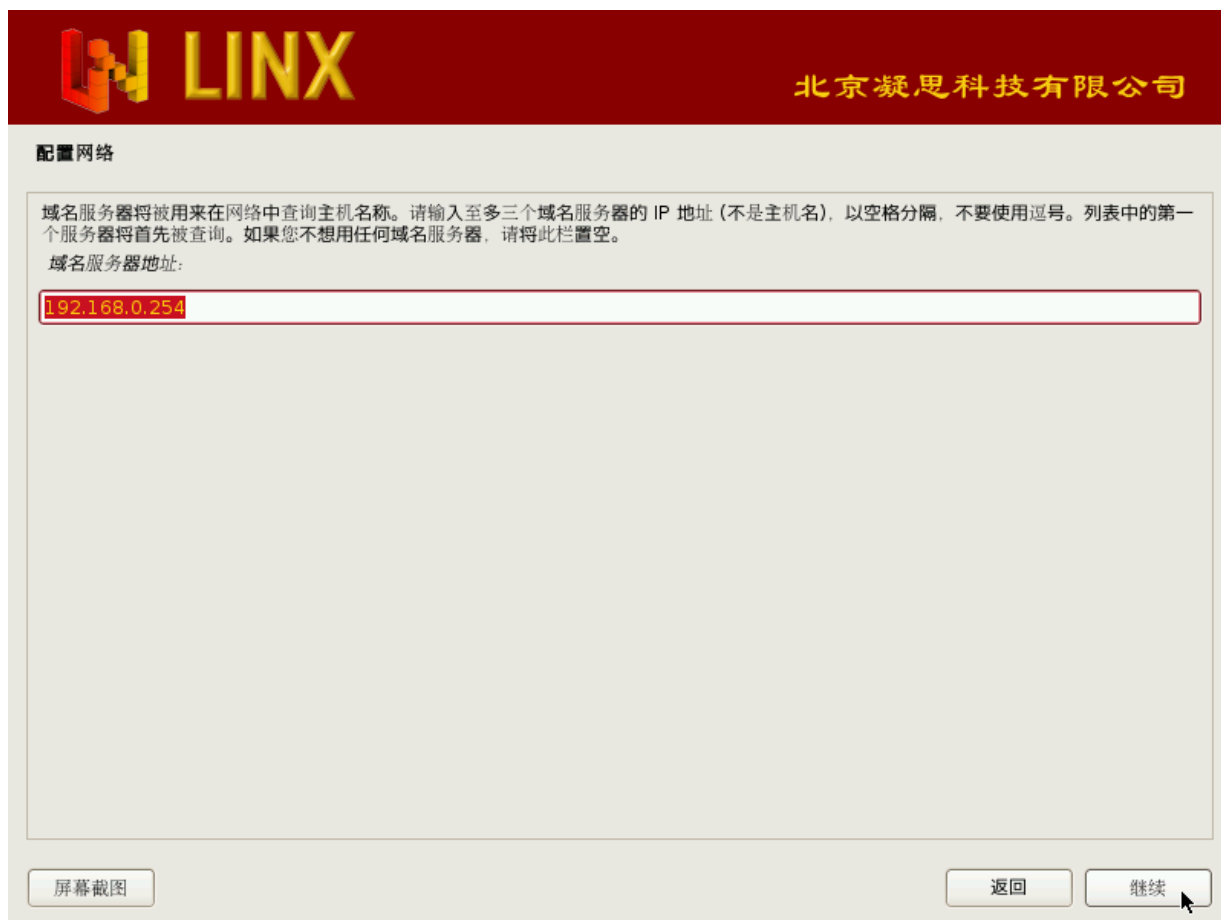 LINX
北京凝思科技有限公司
配置网络
域名服务器将被用来在网络中查询主机名称。请输入至多三个域名服务器的 IP 地址 (不是主机名)，以空格分隔，不要使用逗号。列表中的第一
个服务器将首先被查询。如果您不想用任何域名服务器，请将此栏置空。
域名服务器地址:
192.168.0.254
屏幕截图
返回
继续